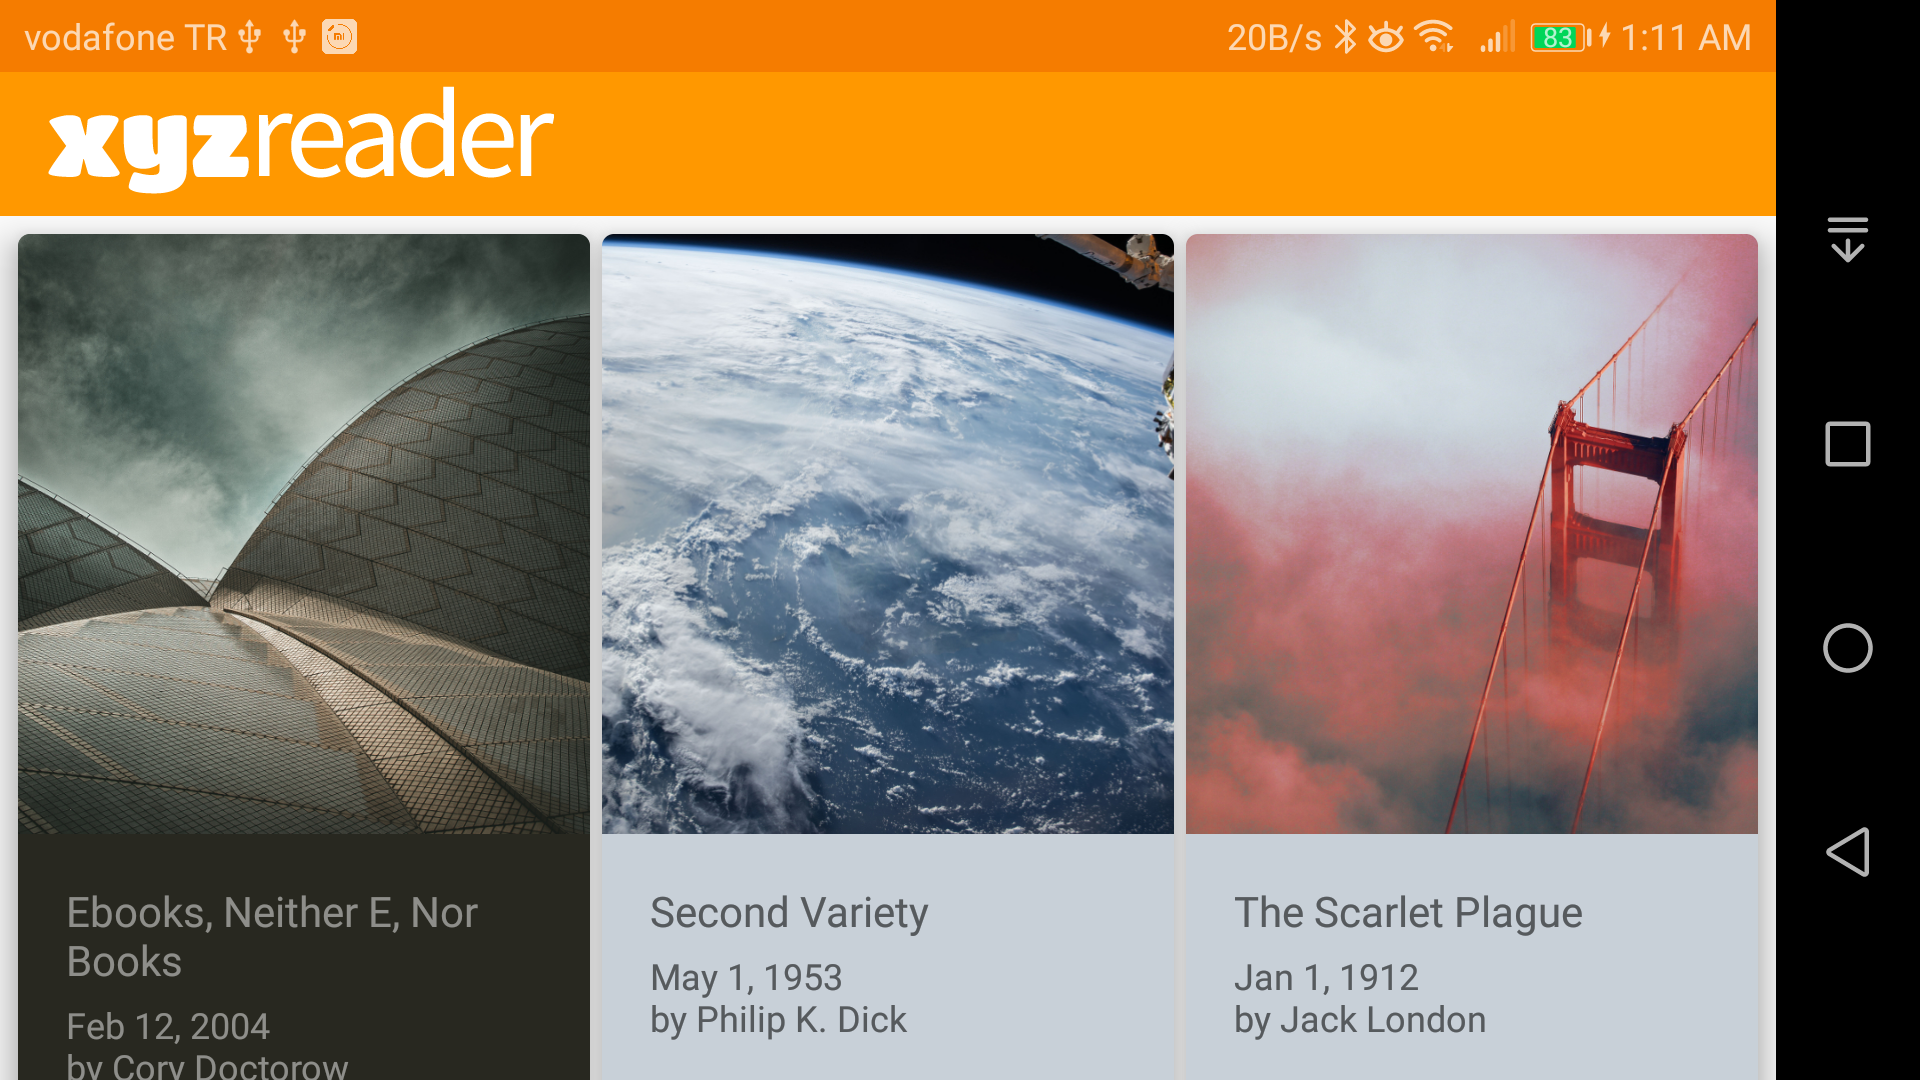 vodafone TR
20B/s 83 1:11 AM
xyzreader
Ebooks, Neither E, Nor
Books
Feb 12, 2004
by Cory Doctorow
Second Variety
May 1, 1953
by Philip K. Dick
The Scarlet Plague
Jan 1, 1912
by Jack London